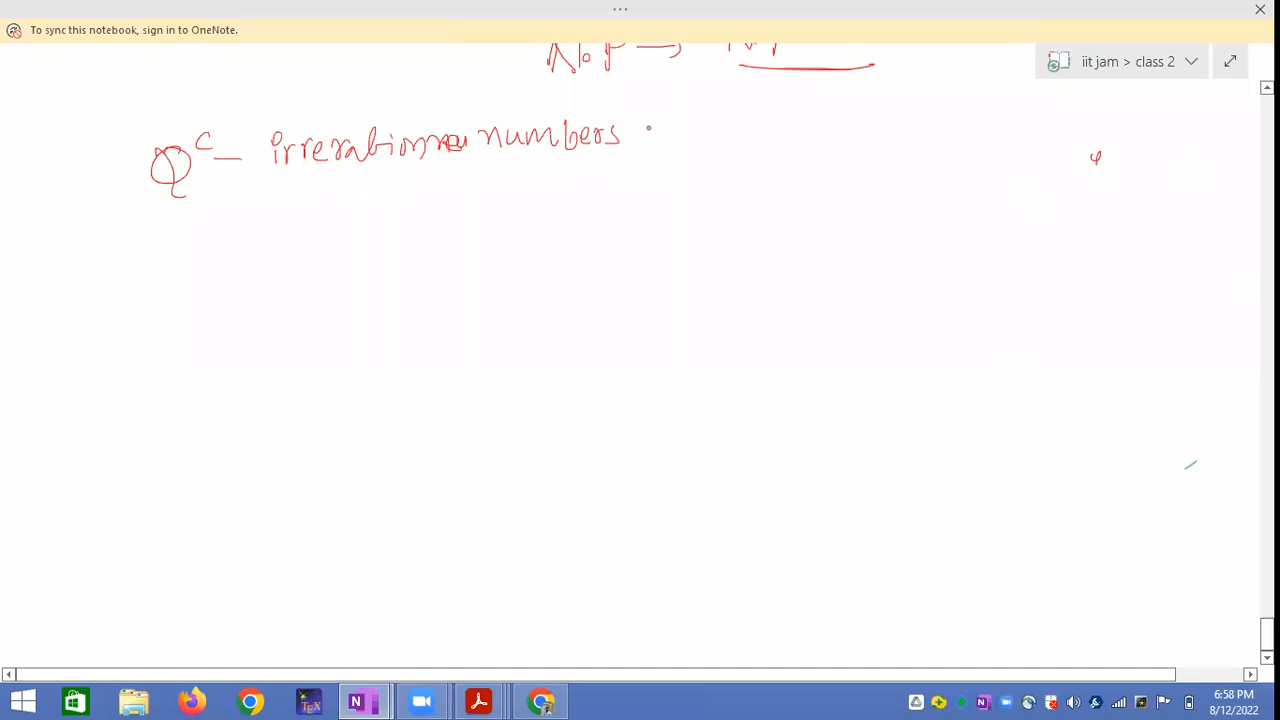 To sync this notebook, sign in to OneNote.
iit jam > class 2
Q^c — irrerational numbers
6:58 PM
8/12/2022